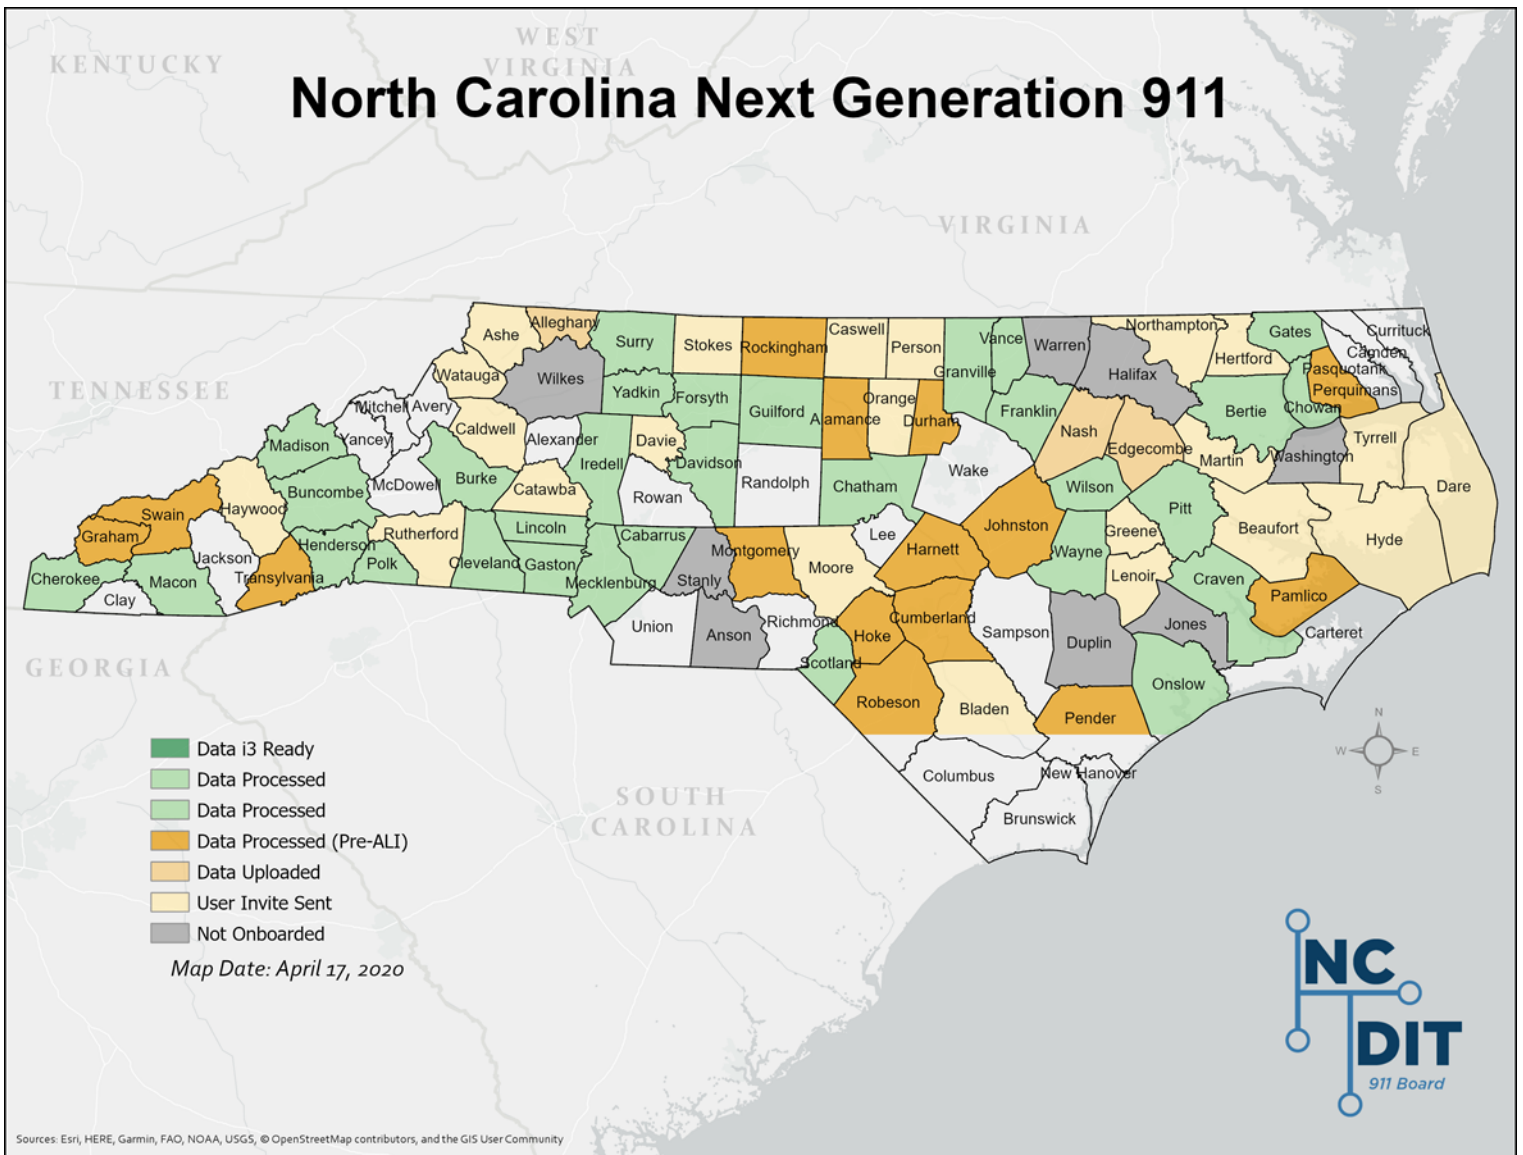 WEST
VIRGINIA
KENTUCKY
North Carolina Next Generation 911
VIRGINIA
TENNESSEE
Ashe
Alleghany
Surry
Stokes
Rockingham
Caswell
Person
Granville
Vance
Warren
Northampton
Gates
Currituck
Camden
Pasquotank
Perquimans
Chowan
Hertford
Halifax
Watauga
Wilkes
Yadkin
Forsyth
Guilford
Alamance
Orange
Durham
Franklin
Nash
Edgecombe
Bertie
Martin
Washington
Tyrrell
Dare
Mitchell
Avery
Yancey
Caldwell
Alexander
Davie
Iredell
Davidson
Madison
Buncombe
McDowell
Burke
Catawba
Rowan
Randolph
Chatham
Wake
Wilson
Pitt
Beaufort
Hyde
Swain
Graham
Haywood
Jackson
Henderson
Rutherford
Polk
Cleveland
Lincoln
Gaston
Cabarrus
Mecklenburg
Stanly
Montgomery
Moore
Lee
Harnett
Johnston
Wayne
Greene
Lenoir
Craven
Pamlico
Carteret
Cherokee
Clay
Macon
Transylvania
Union
Anson
Richmond
Scotland
Hoke
Cumberland
Sampson
Duplin
Jones
Onslow
Robeson
Bladen
Pender
Columbus
New Hanover
Brunswick
GEORGIA
SOUTH
CAROLINA
N
W
E
S
Data i3 Ready
Data Processed
Data Processed
Data Processed (Pre-ALI)
Data Uploaded
User Invite Sent
Not Onboarded
Map Date: April 17, 2020
NC
DIT
911 Board
Sources: Esri, HERE, Garmin, FAO, NOAA, USGS, © OpenStreetMap contributors, and the GIS User Community